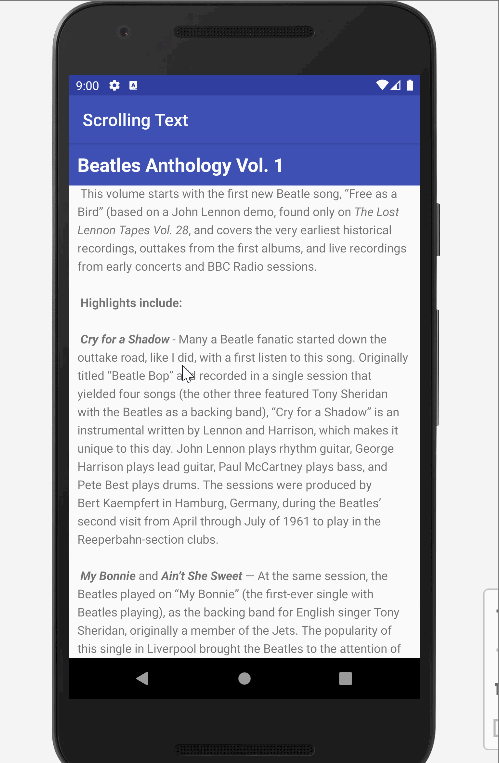 9:00
Scrolling Text
Beatles Anthology Vol. 1
This volume starts with the first new Beatle song, “Free as a
Bird” (based on a John Lennon demo, found only on The Lost
Lennon Tapes Vol. 28, and covers the very earliest historical
recordings, outtakes from the first albums, and live recordings
from early concerts and BBC Radio sessions.
Highlights include:
Cry for a Shadow - Many a Beatle fanatic started down the
outtake road, like I did, with a first listen to this song. Originally
titled "Beatle Bop” and recorded in a single session that
yielded four songs (the other three featured Tony Sheridan
with the Beatles as a backing band), “Cry for a Shadow” is an
instrumental written by Lennon and Harrison, which makes it
unique to this day. John Lennon plays rhythm guitar, George
Harrison plays lead guitar, Paul McCartney plays bass, and
Pete Best plays drums. The sessions were produced by
Bert Kaempfert in Hamburg, Germany, during the Beatles’
second visit from April through July of 1961 to play in the
Reeperbahn-section clubs.
My Bonnie and Ain’t She Sweet — At the same session, the
Beatles played on “My Bonnie” (the first-ever single with
Beatles playing), as the backing band for English singer Tony
Sheridan, originally a member of the Jets. The popularity of
this single in Liverpool brought the Beatles to the attention of